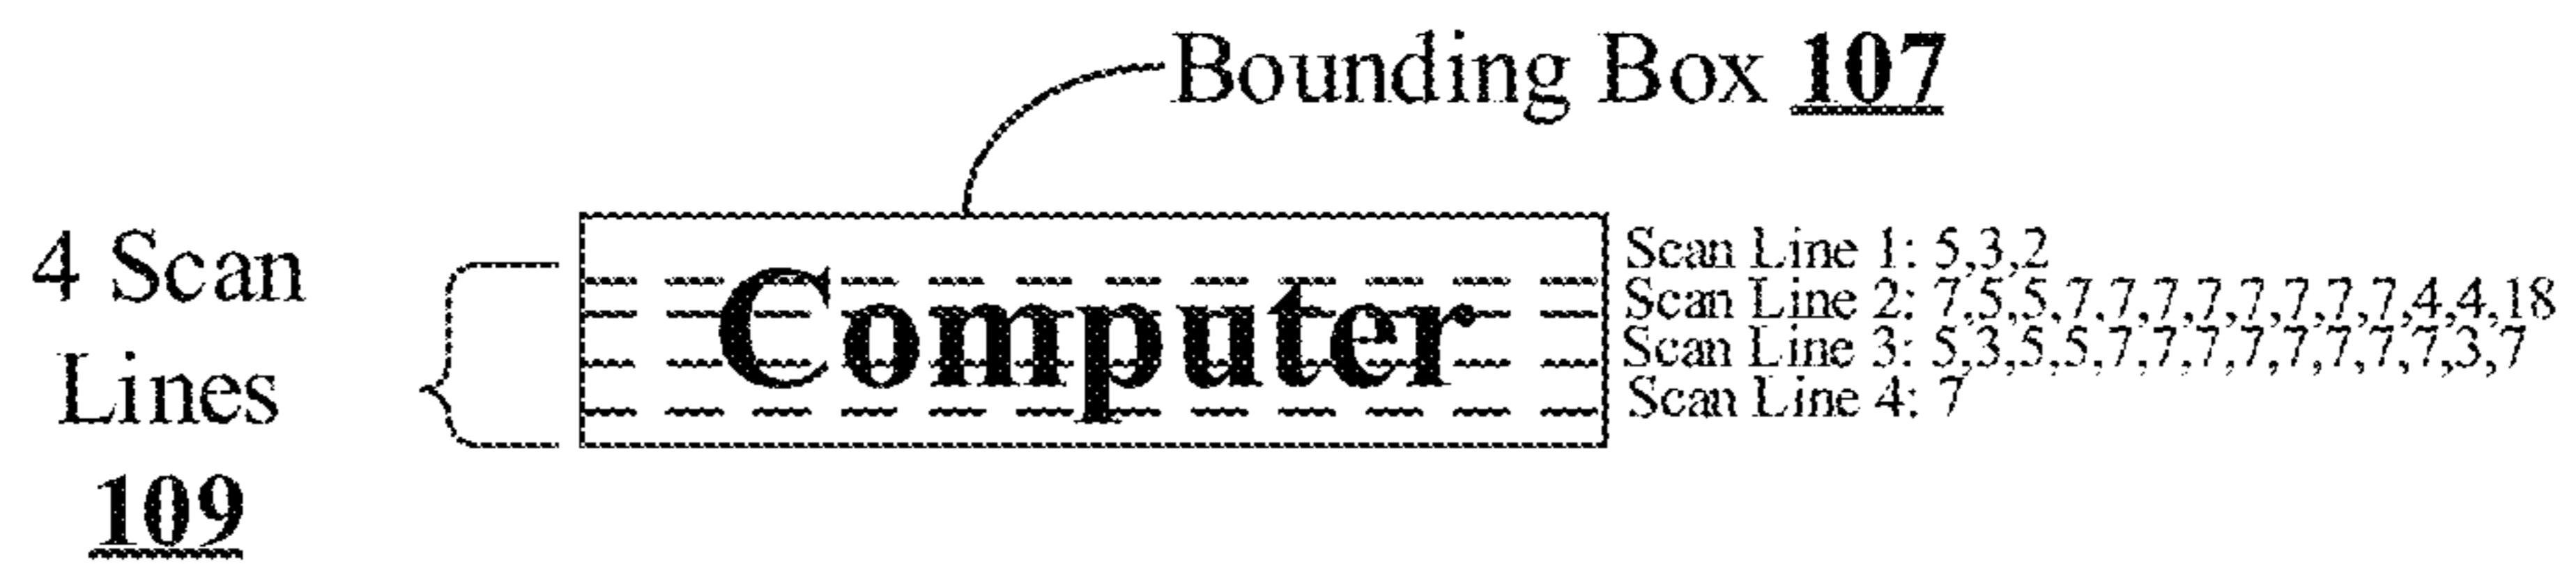 Bounding Box 107
4 Scan
Lines
109
Computer
Scan Line 1: 5,3,2
Scan Line 2: 7,5,5,7,7,7,7,7,7,7,7,4,4,18
Scan Line 3: 5,3,5,5,7,7,7,7,7,7,7,7,3,7
Scan Line 4: 7